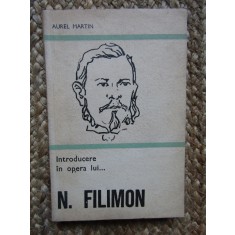 AUREL MARTIN
Introducere
în opera lui...
N. FILIMON